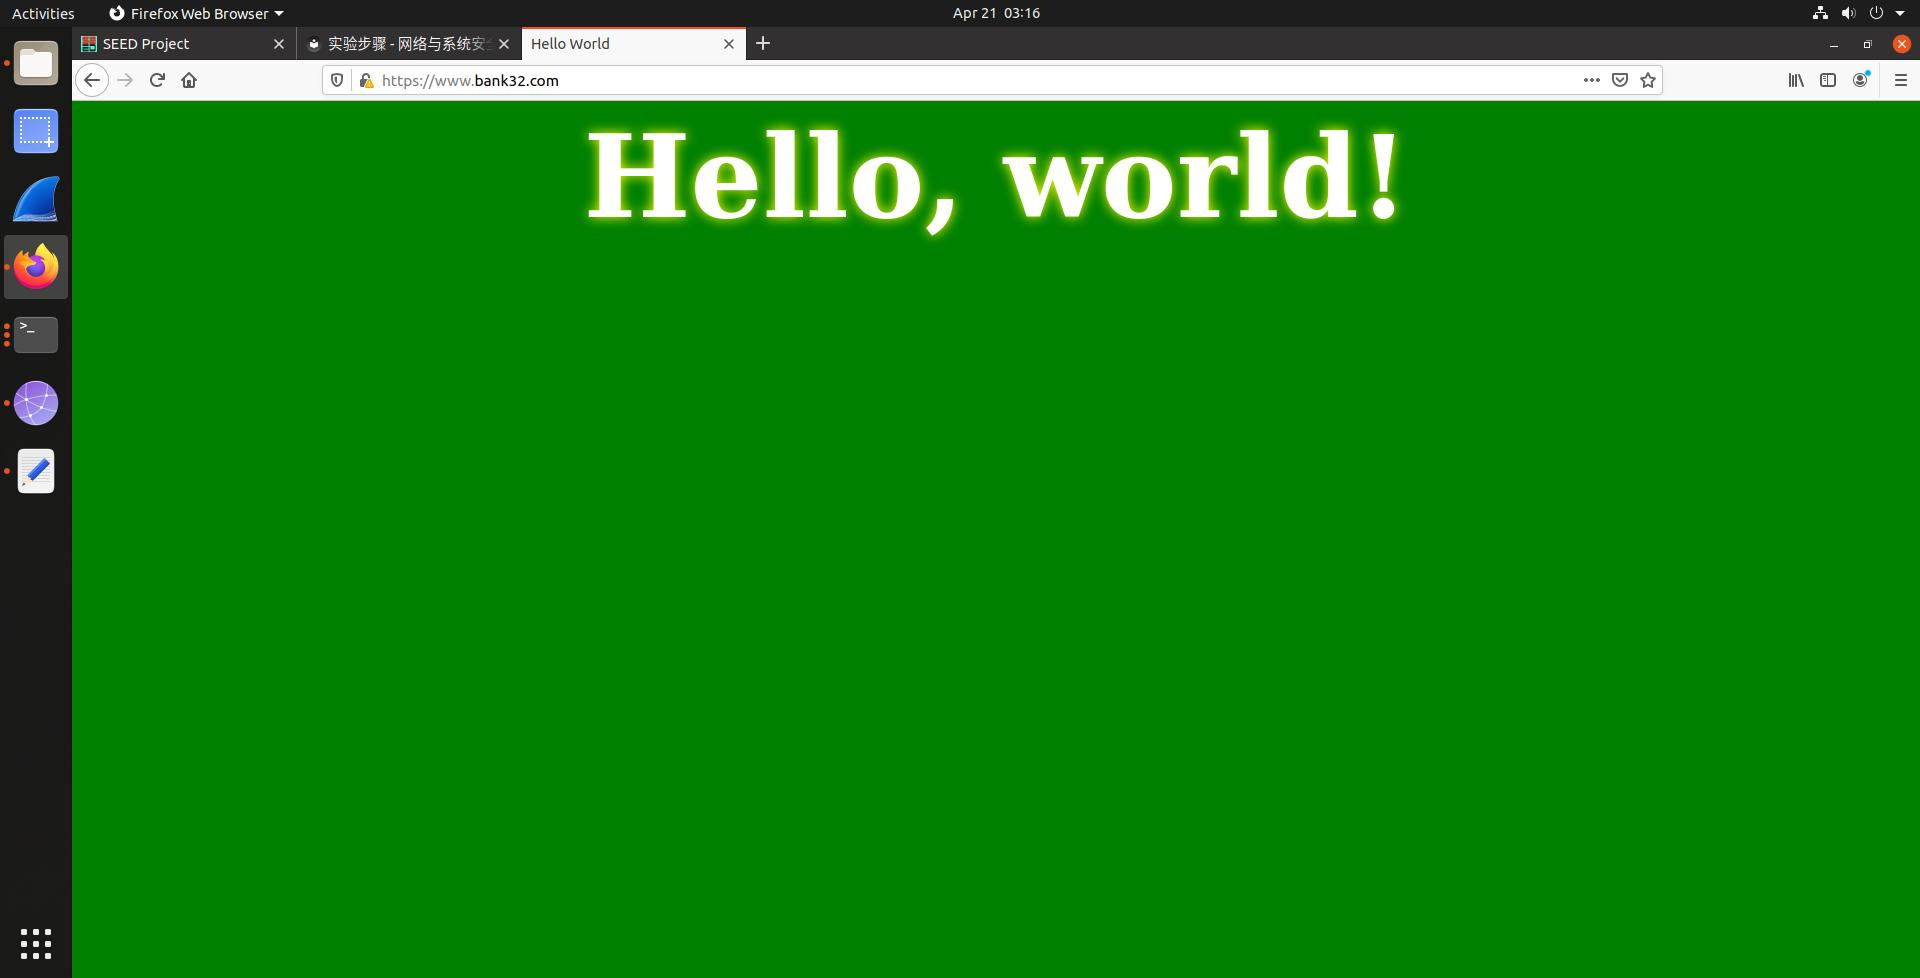 Activities
Firefox Web Browser
Apr 21 03:16
SEED Project
实验步骤 - 网络与系统安
Hello World
https://www.bank32.com
Hello, world!
>_